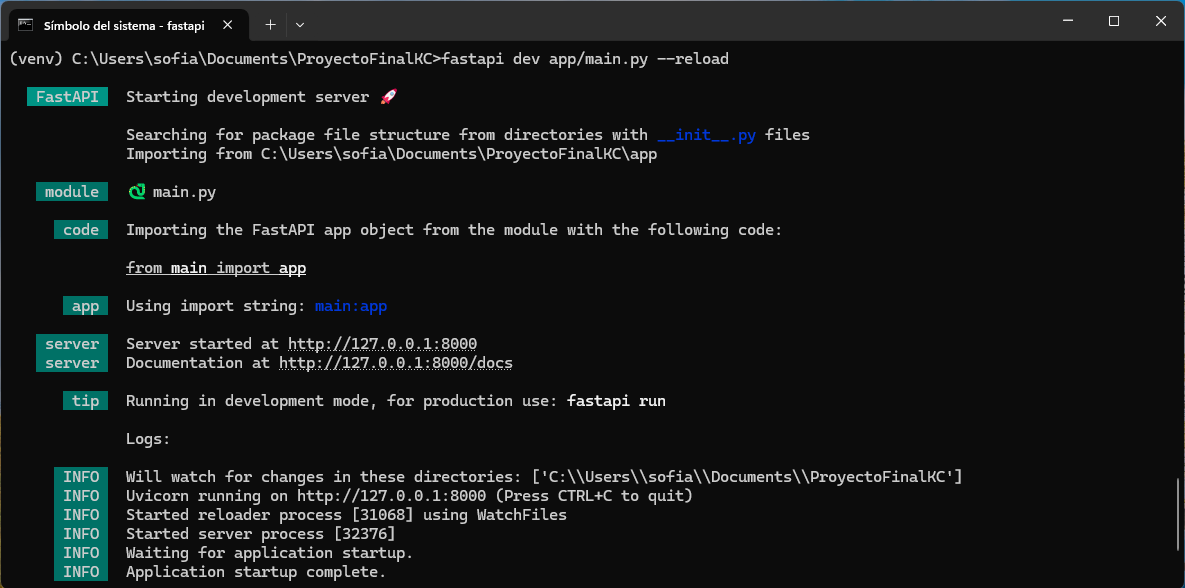 Símbolo del sistema - fastapi
(venv) C:\Users\sofia\Documents\ProyectoFinalKC>fastapi dev app/main.py --reload
FastAPI Starting development server 🚀
Searching for package file structure from directories with __init__.py files
Importing from C:\Users\sofia\Documents\ProyectoFinalKC\app
module 🐍 main.py
code Importing the FastAPI app object from the module with the following code:
from main import app
app Using import string: main:app
server Server started at http://127.0.0.1:8000
server Documentation at http://127.0.0.1:8000/docs
tip Running in development mode, for production use: fastapi run
Logs:
INFO Will watch for changes in these directories: ['C:\\Users\\sofia\\Documents\\ProyectoFinalKC']
INFO Uvicorn running on http://127.0.0.1:8000 (Press CTRL+C to quit)
INFO Started reloader process [31068] using WatchFiles
INFO Started server process [32376]
INFO Waiting for application startup.
INFO Application startup complete.